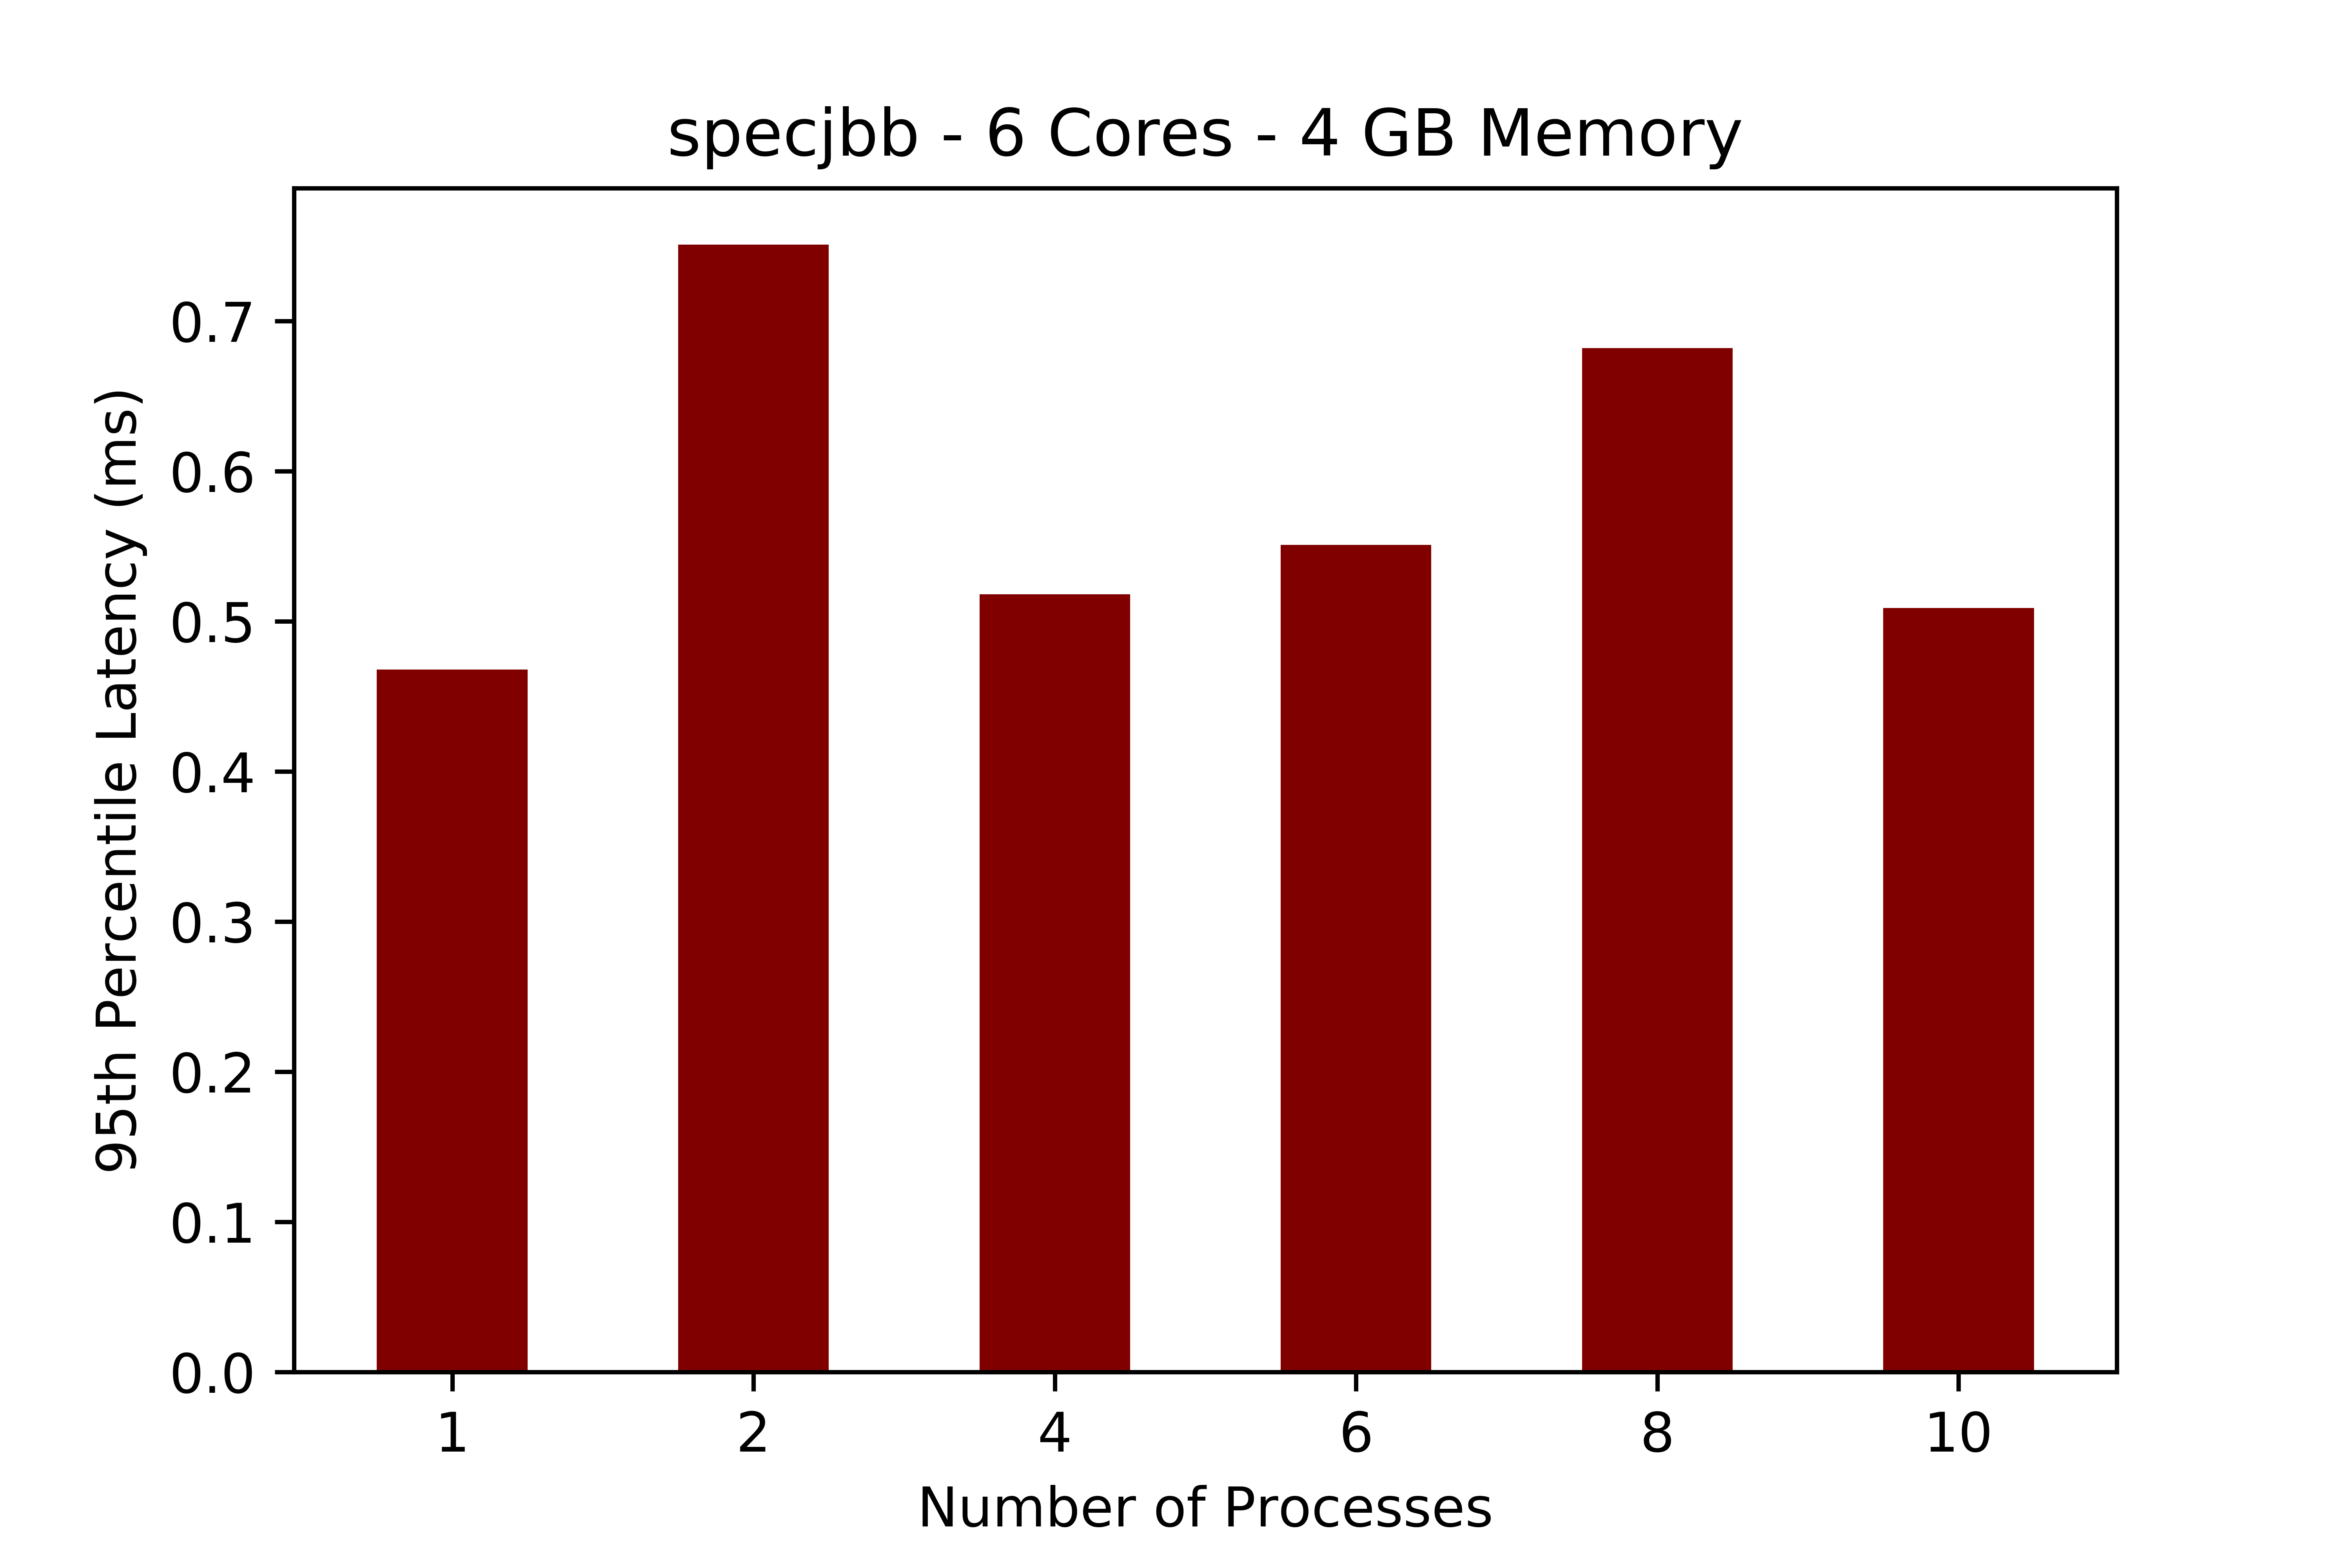 specjbb - 6 Cores - 4 GB Memory
95th Percentile Latency (ms)
0.7
0.6
0.5
0.4
0.3
0.2
0.1
0.0
1 2 4 6 8 10
Number of Processes